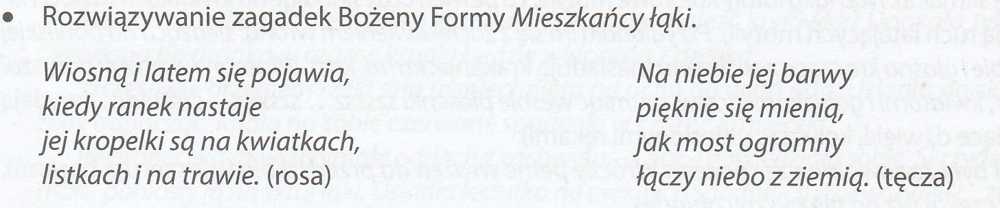 • Rozwiązywanie zagadek Bożeny Formy Mieszkańcy łąki.
Wiosną i latem się pojawia,
kiedy ranek nastaje
jej kropelki są na kwiatkach,
listkach i na trawie. (rosa)
Na niebie jej barwy
pięknie się mienią,
jak most ogromny
łączy niebo z ziemią. (tęcza)